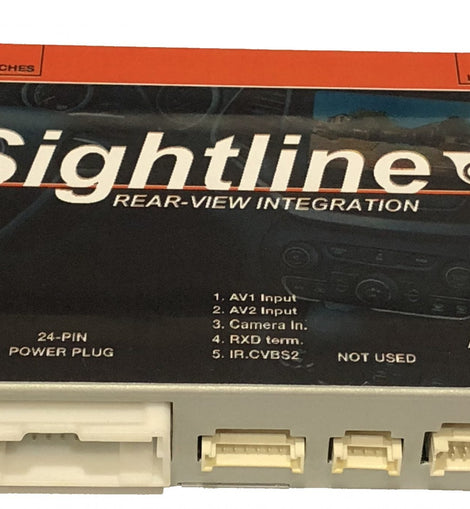 Sightline
REAR-VIEW INTEGRATION
1. AV1 Input
2. AV2 Input
3. Camera In.
4. RXD term.
5. IR.CVBS2
24-PIN
POWER PLUG
NOT USED